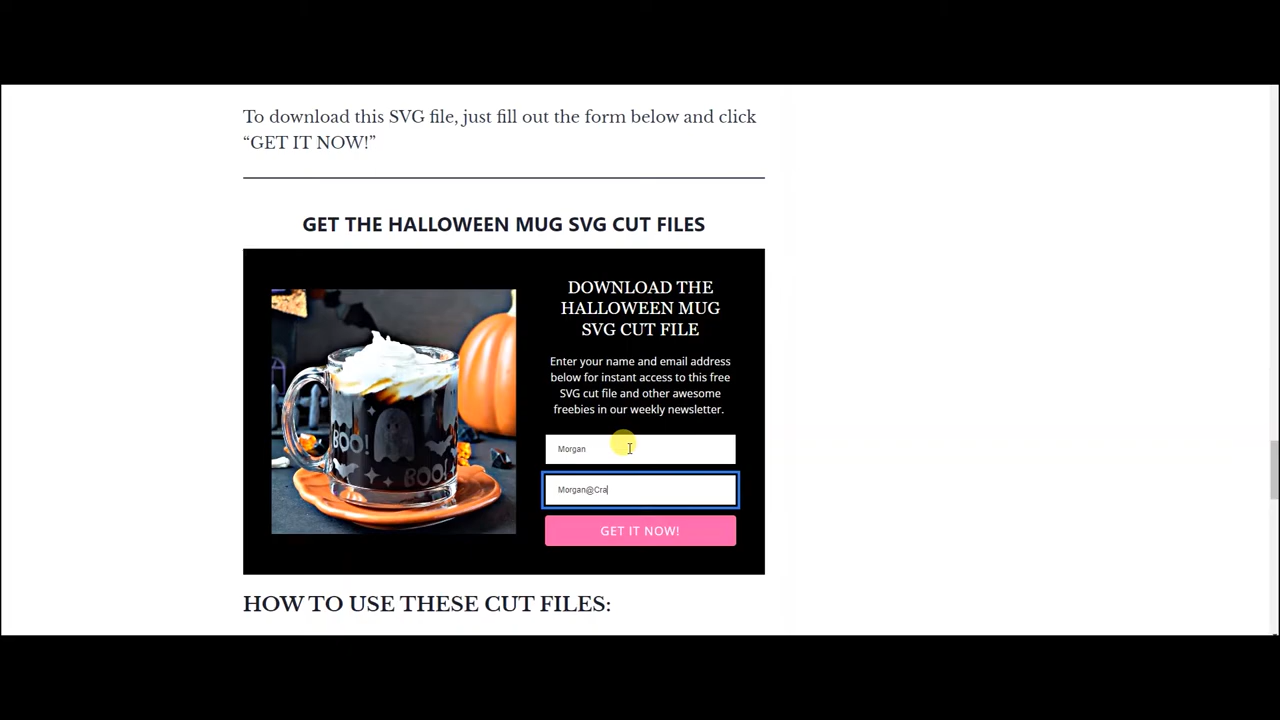 To download this SVG file, just fill out the form below and click
“GET IT NOW!”
GET THE HALLOWEEN MUG SVG CUT FILES
DOWNLOAD THE
HALLOWEEN MUG
SVG CUT FILE
Enter your name and email address
below for instant access to this free
SVG cut file and other awesome
freebies in our weekly newsletter.
Morgan
Morgan@Cra
GET IT NOW!
BOO!
BOO!
HOW TO USE THESE CUT FILES: